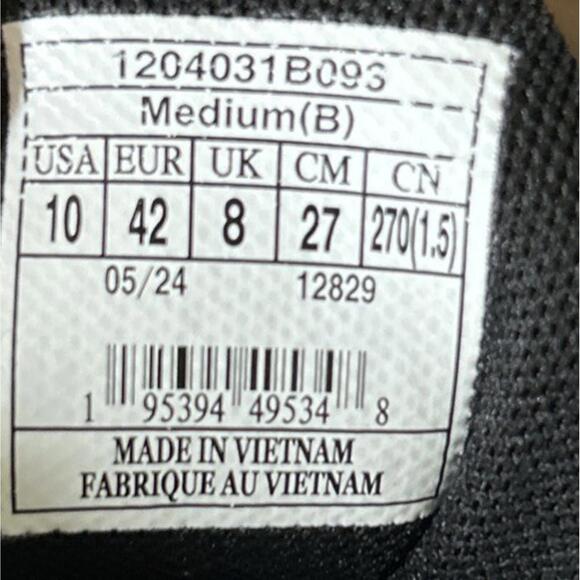 1204031B093
Medium(B)
USA EUR UK CM CN
10 42 8 27 270(1.5)
05/24 12829
1 95394 49534 8
MADE IN VIETNAM
FABRIQUE AU VIETNAM